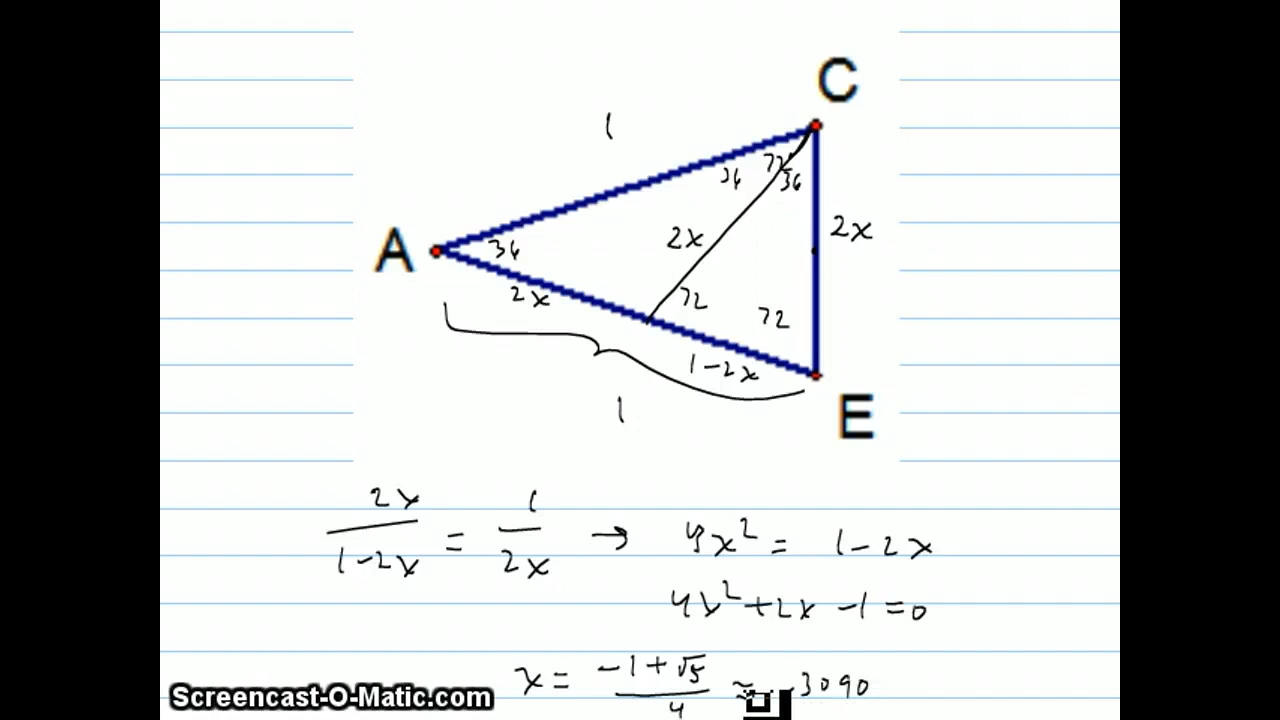 C
1
36 72 36
A 36 2x 2x
2x 72 72
1-2x
1 E
2x/(1-2x) = 1/(2x) → 4x² = 1-2x
4x² + 2x - 1 = 0
x = (-1+√5)/4 ≈ .3090
Screencast-O-Matic.com